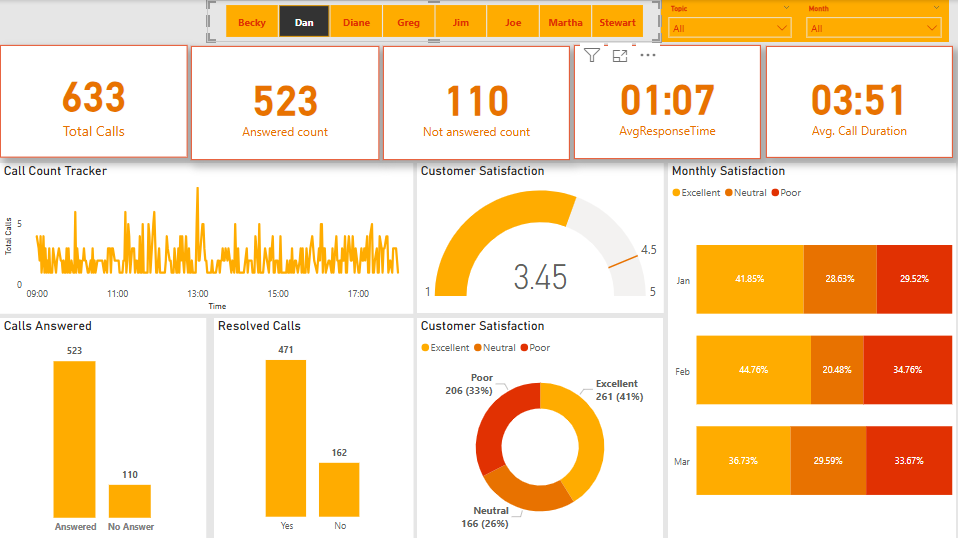 Becky Dan Diane Greg Jim Joe Martha Stewart
Topic
All
Month
All
633
Total Calls
523
Answered count
110
Not answered count
01:07
AvgResponseTime
03:51
Avg. Call Duration
Call Count Tracker
Total Calls
5
0
09:00 11:00 13:00 15:00 17:00
Time
Customer Satisfaction
3.45
1
4.5
5
Monthly Satisfaction
Excellent Neutral Poor
Jan 41.85% 28.63% 29.52%
Feb 44.76% 20.48% 34.76%
Mar 36.73% 29.59% 33.67%
Calls Answered
523
110
Answered No Answer
Resolved Calls
471
162
Yes No
Customer Satisfaction
Excellent Neutral Poor
Poor
206 (33%)
Excellent
261 (41%)
Neutral
166 (26%)